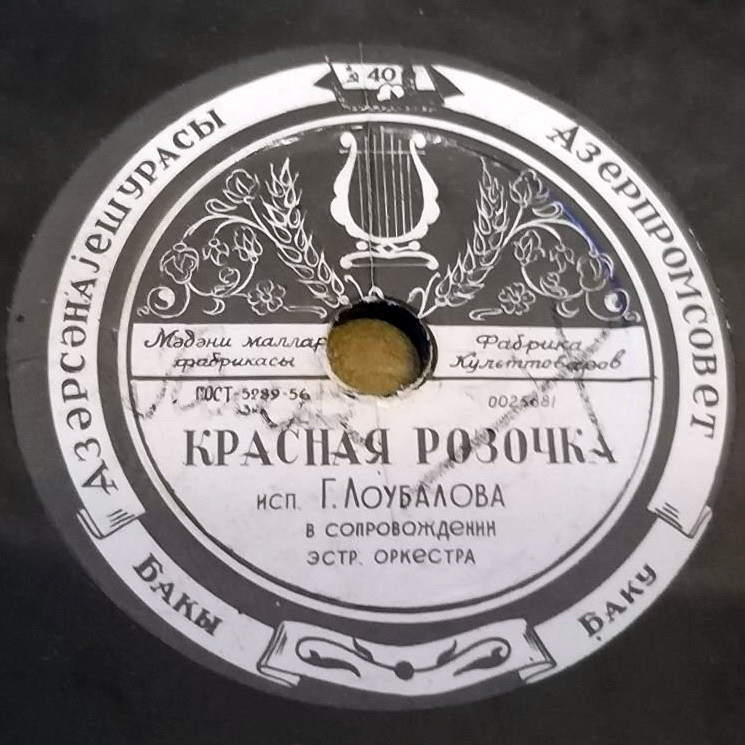 40
Азәрсәнајешурасы
Азерпромсовет
Мәдәни маллар
фабрикасы
Фабрика
Культтоваров
ГОСТ-5289-56
0025681
КРАСНАЯ РОЗОЧКА
исп. Г. ЛОУБАЛОВА
в сопровождении
эстр. оркестра
Бакы
Баку